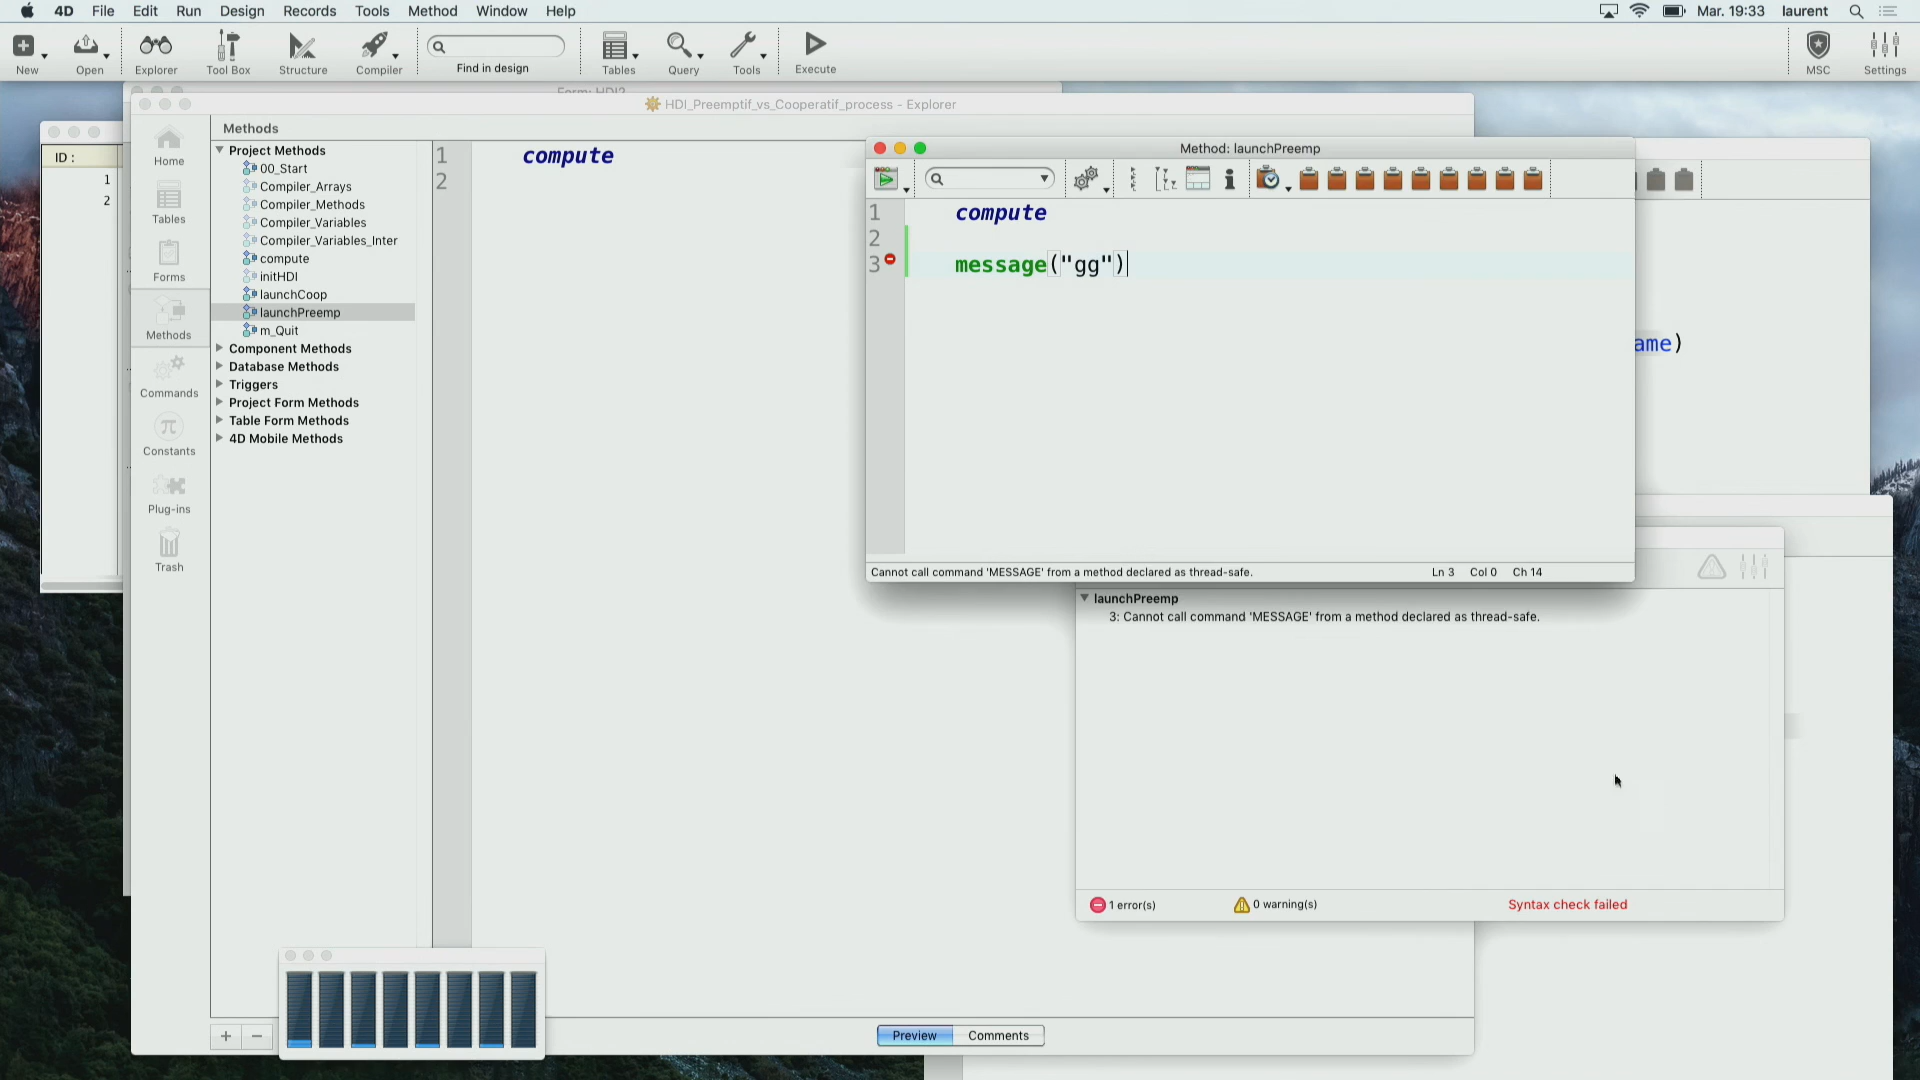 4D File Edit Run Design Records Tools Method Window Help
Mar. 19:33 laurent
New Open Explorer Tool Box Structure Compiler Find in design Tables Query Tools Execute MSC Settings
HDI_Preemptif_vs_Cooperatif_process - Explorer
ID :
1
2
Home
Tables
Forms
Methods
Commands
Constants
Plug-ins
Trash
Methods
Project Methods
00_Start
Compiler_Arrays
Compiler_Methods
Compiler_Variables
Compiler_Variables_Inter
compute
initHDI
launchCoop
launchPreemp
m_Quit
Component Methods
Database Methods
Triggers
Project Form Methods
Table Form Methods
4D Mobile Methods
1 compute
2
Method: launchPreemp
1 compute
2
3 message("gg")
Cannot call command 'MESSAGE' from a method declared as thread-safe. Ln 3 Col 0 Ch 14
ame)
launchPreemp
3: Cannot call command 'MESSAGE' from a method declared as thread-safe.
1 error(s) 0 warning(s) Syntax check failed
+ −
Preview Comments